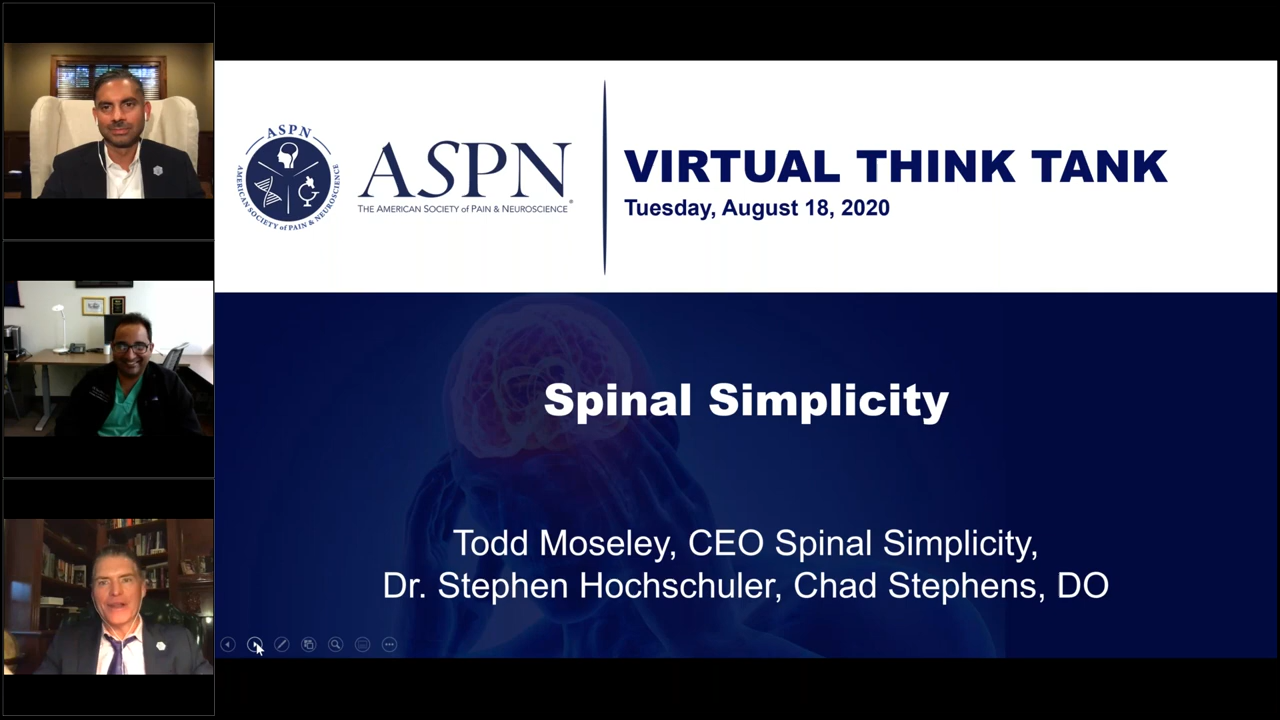 ASPN
AMERICAN SOCIETY of PAIN & NEUROSCIENCE
ASPN
THE AMERICAN SOCIETY of PAIN & NEUROSCIENCE®
VIRTUAL THINK TANK
Tuesday, August 18, 2020
Spinal Simplicity
Todd Moseley, CEO Spinal Simplicity,
Dr. Stephen Hochschuler, Chad Stephens, DO